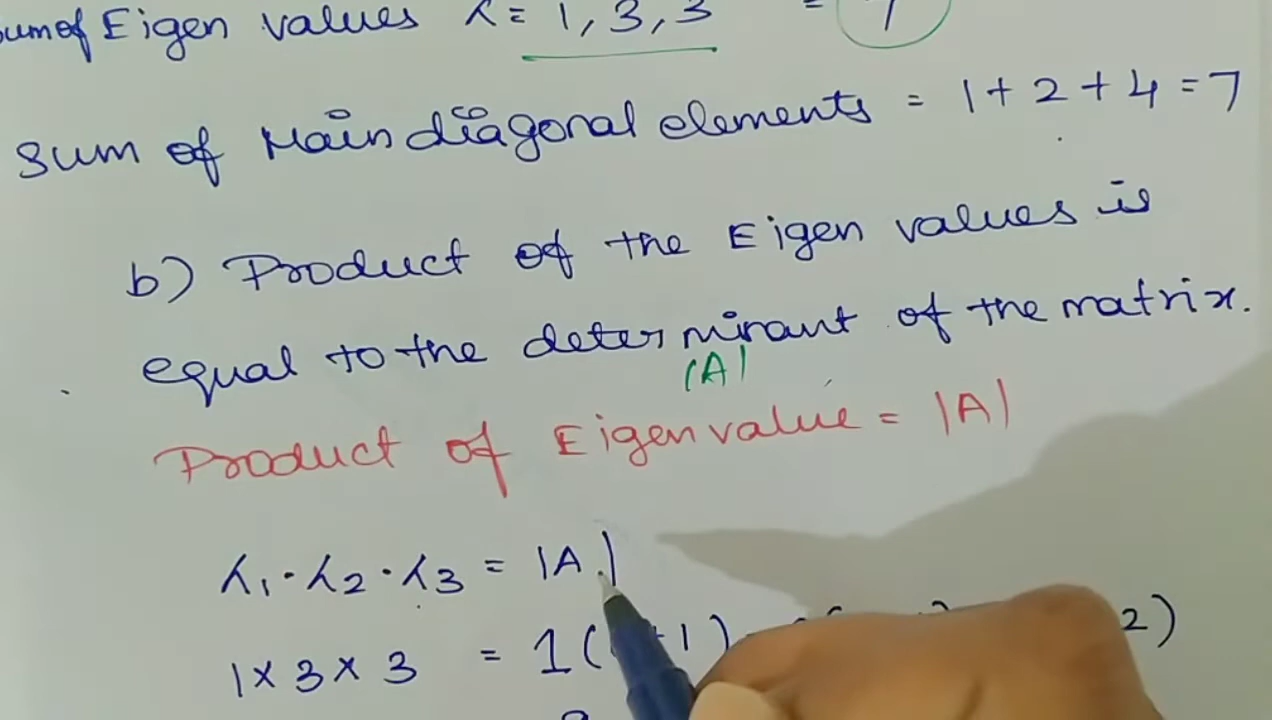 sum of Eigen values λ = 1, 3, 3 = 7
Sum of Main diagonal elements = 1 + 2 + 4 = 7
b) Product of the Eigen values is
equal to the determinant of the matrix.
|A|
Product of Eigen value = |A|
λ1 · λ2 · λ3 = |A|
1 × 3 × 3 = 1(